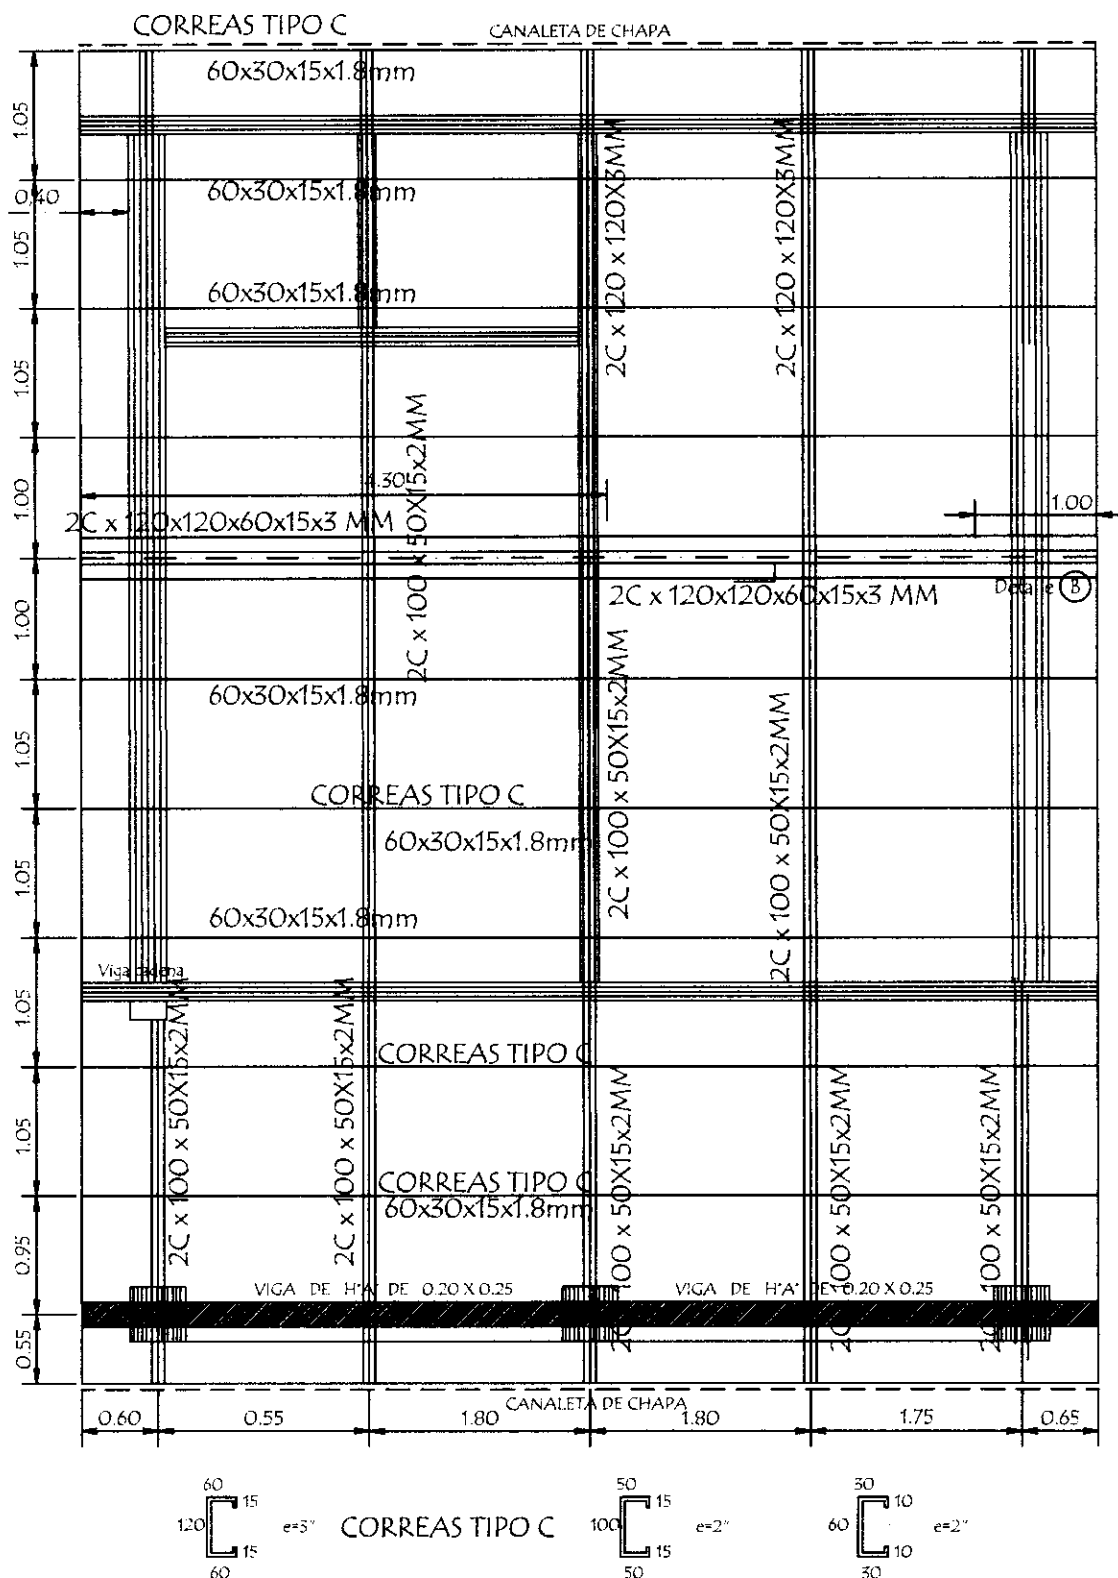 CORREAS TIPO C
CANALETA DE CHAPA
60x30x15x1.8mm
1.05
60x30x15x1.8mm
0.40
1.05
60x30x15x1.8mm
2C x 120 x 120X3MM
2C x 120 x 120X3MM
1.05
2C x 100 x 50X15x2MM
4.30
1.00
1.00
2C x 120x120x60x15x3 MM
2C x 120x120x60x15x3 MM
Detalle B
1.00
60x30x15x1.8mm
1.05
CORREAS TIPO C
60x30x15x1.8mm
2C x 100 x 50X15x2MM
2C x 100 x 50X15x2MM
1.05
60x30x15x1.8mm
Viga cadena
1.05
2C x 100 x 50X15x2MM
2C x 100 x 50X15x2MM
CORREAS TIPO C
1.05
CORREAS TIPO C
60x30x15x1.8mm
2C x 100 x 50X15x2MM
2C x 100 x 50X15x2MM
2C x 100 x 50X15x2MM
0.95
VIGA DE H°A° DE 0.20 X 0.25
VIGA DE H°A° DE 0.20 X 0.25
0.55
CANALETA DE CHAPA
0.60
0.55
1.80
1.80
1.75
0.65
60
15
120
e=3"
15
60
CORREAS TIPO C
50
15
100
e=2"
15
50
30
10
60
e=2"
10
30